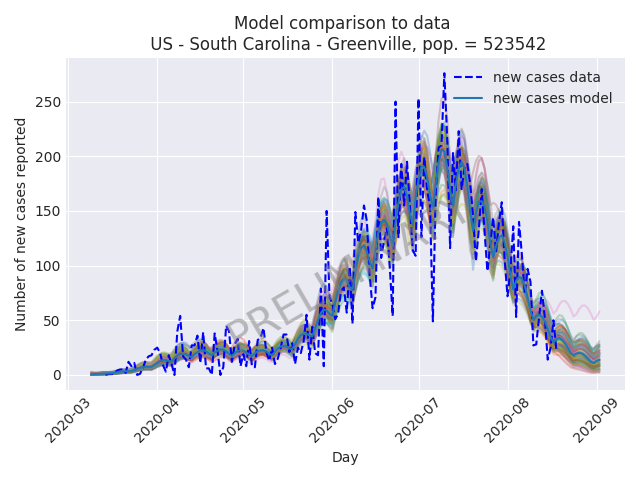 Model comparison to data
US - South Carolina - Greenville, pop. = 523542
new cases data
new cases model
Number of new cases reported
250
200
150
100
50
0
PRELIMINARY
2020-03
2020-04
2020-05
2020-06
2020-07
2020-08
2020-09
Day